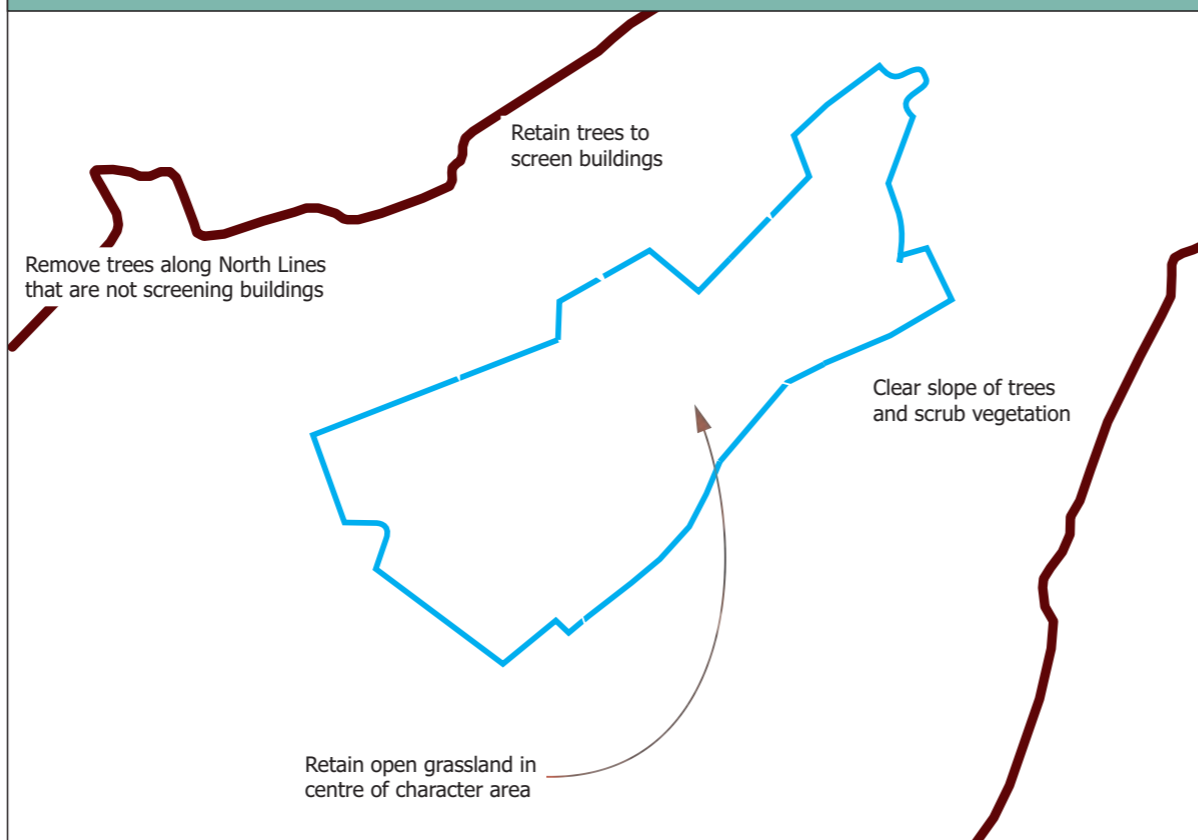 Retain trees to
screen buildings
Remove trees along North Lines
that are not screening buildings
Clear slope of trees
and scrub vegetation
Retain open grassland in
centre of character area